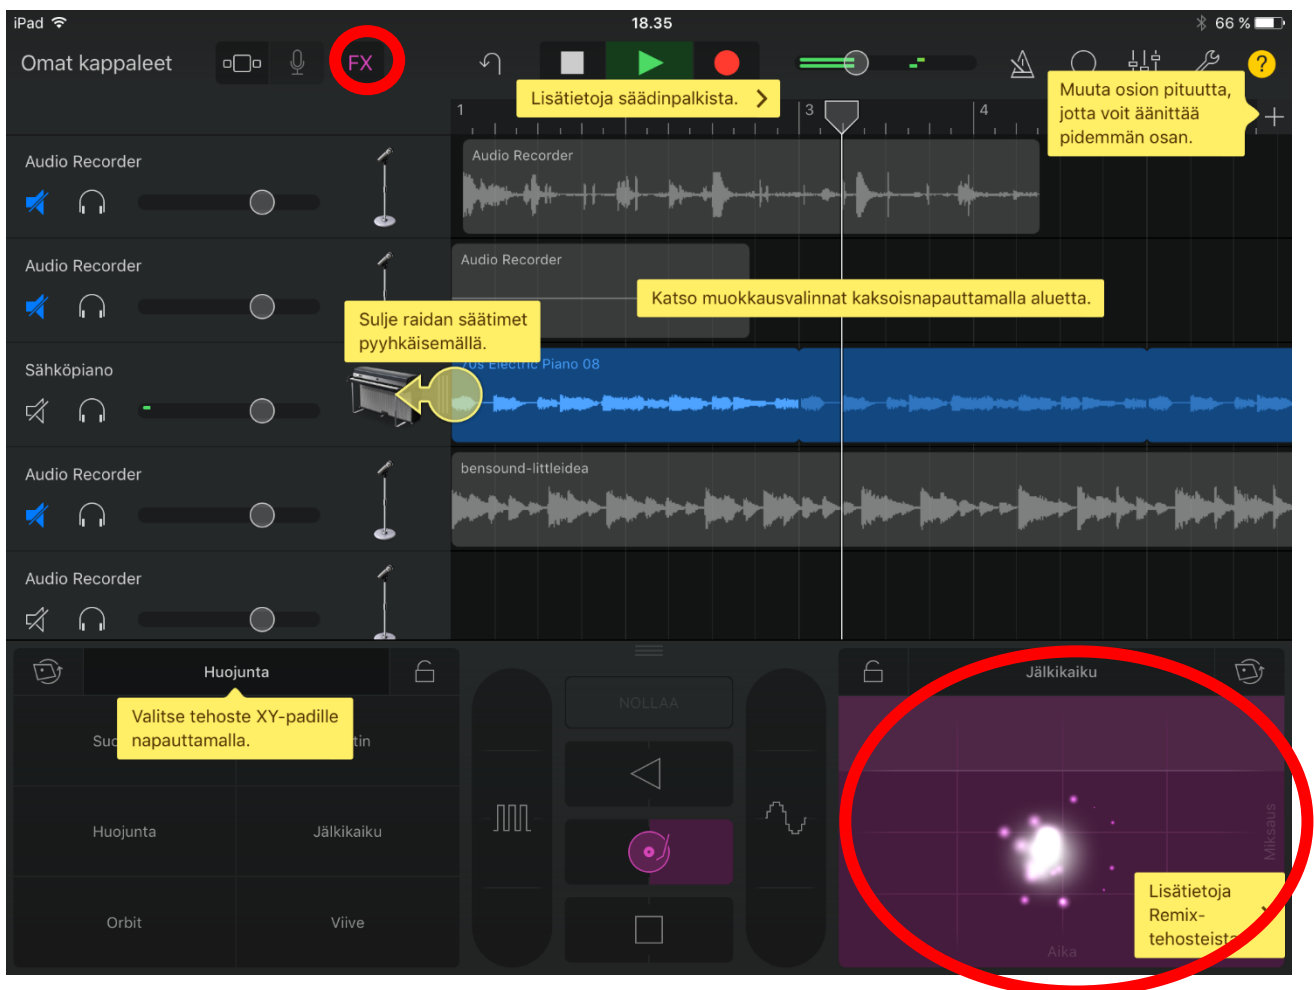 iPad
18.35
66 %
Omat kappaleet
FX
?
Lisätietoja säädinpalkista.
Muuta osion pituutta,
jotta voit äänittää
pidemmän osan.
1
3
4
Audio Recorder
Audio Recorder
Audio Recorder
Audio Recorder
Katso muokkausvalinnat kaksoisnapauttamalla aluetta.
Sulje raidan säätimet
pyyhkäisemällä.
Sähköpiano
70s Electric Piano 08
Audio Recorder
bensound-littleidea
Audio Recorder
Huojunta
NOLLAA
Jälkikaiku
Valitse tehoste XY-padille
napauttamalla.
Huojunta
Jälkikaiku
Orbit
Viive
Miksaus
Aika
Lisätietoja
Remix-
tehosteista